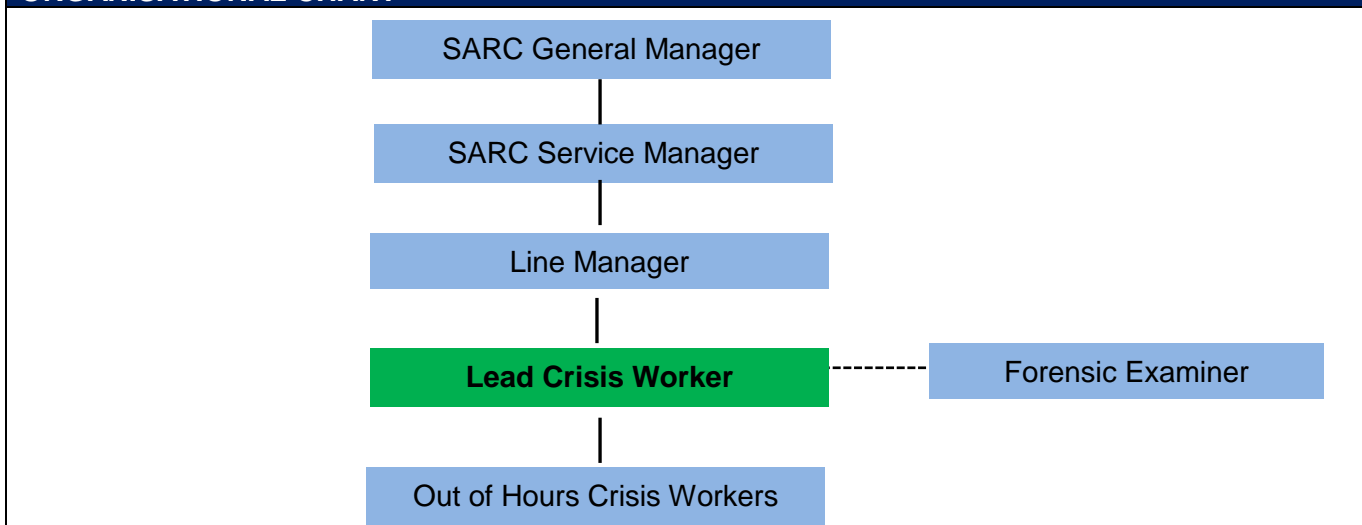 SARC General Manager
SARC Service Manager
Line Manager
Lead Crisis Worker
Forensic Examiner
Out of Hours Crisis Workers